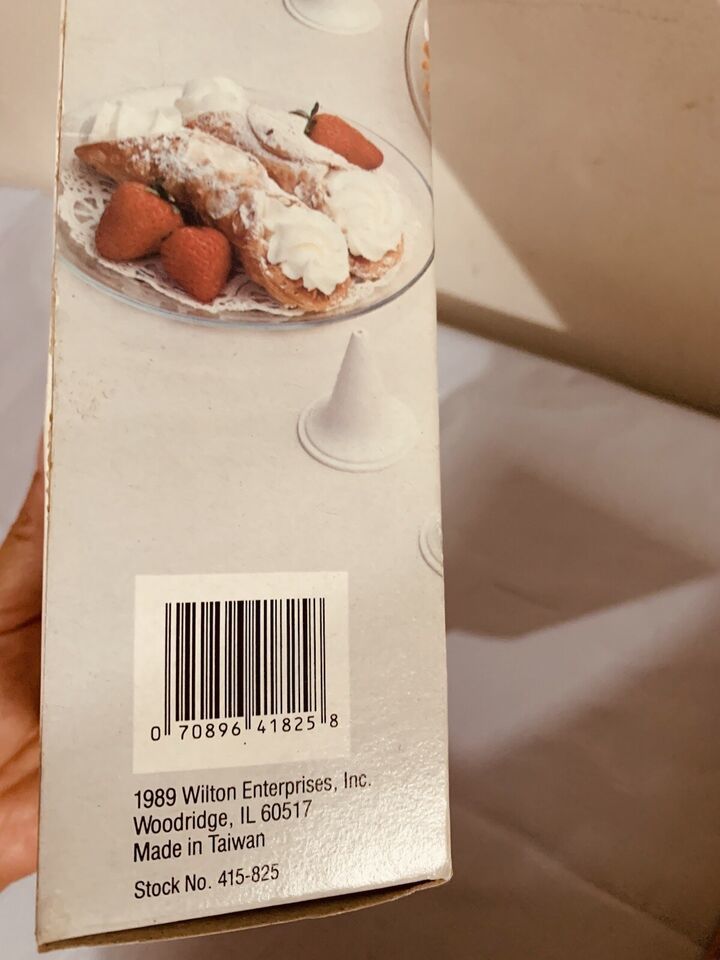 0 70896 41825 8
1989 Wilton Enterprises, Inc.
Woodridge, IL 60517
Made in Taiwan
Stock No. 415-825